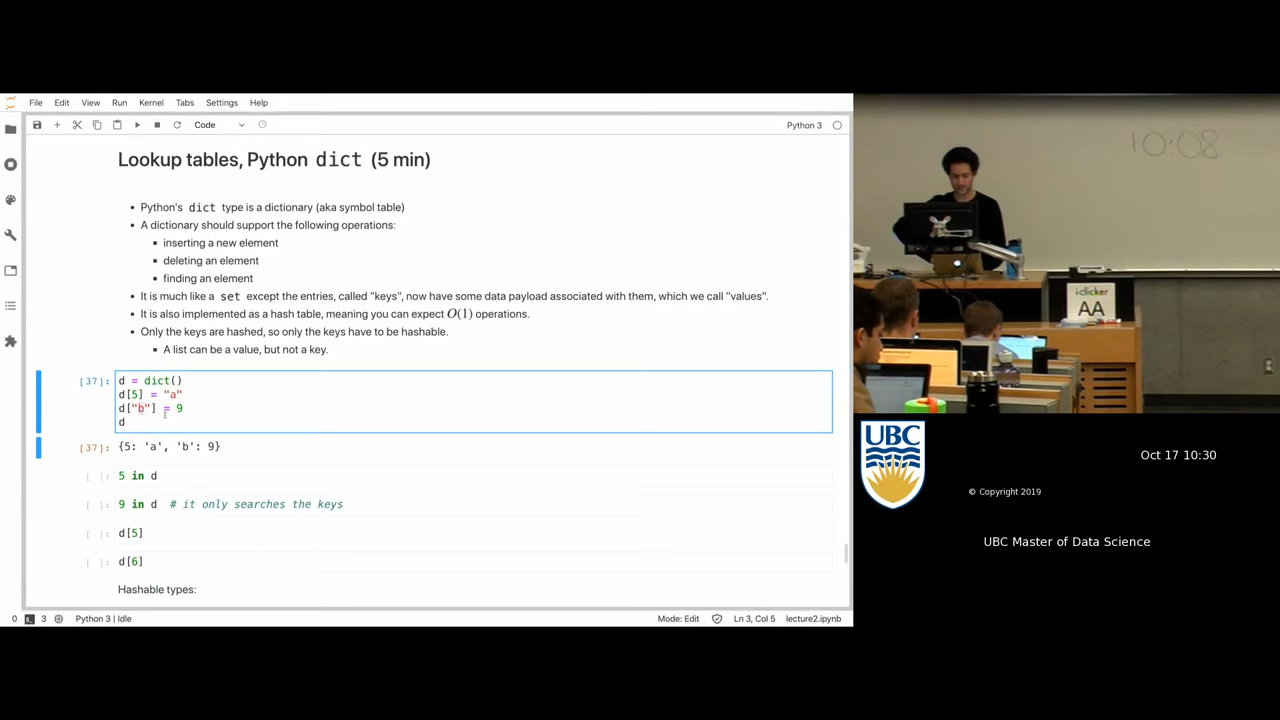 File Edit View Run Kernel Tabs Settings Help
Code
Python 3
Lookup tables, Python dict (5 min)
Python's dict type is a dictionary (aka symbol table)
A dictionary should support the following operations:
inserting a new element
deleting an element
finding an element
It is much like a set except the entries, called "keys", now have some data payload associated with them, which we call "values".
It is also implemented as a hash table, meaning you can expect O(1) operations.
Only the keys are hashed, so only the keys have to be hashable.
A list can be a value, but not a key.
[37]: d = dict()
d[5] = "a"
d["b"] = 9
d
[37]: {5: 'a', 'b': 9}
[ ]: 5 in d
[ ]: 9 in d # it only searches the keys
[ ]: d[5]
[ ]: d[6]
Hashable types:
0 3 Python 3 | Idle
Mode: Edit Ln 3, Col 5 lecture2.ipynb
10:08
i>clicker
AA
UBC
Oct 17 10:30
© Copyright 2019
UBC Master of Data Science